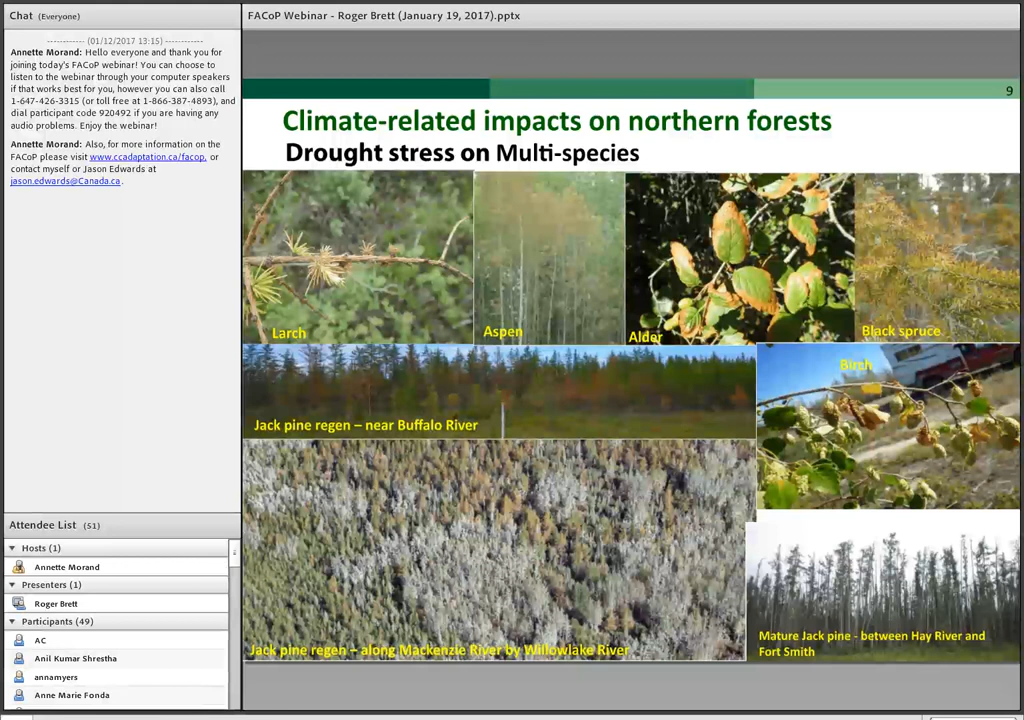 Chat (Everyone)
------------ (01/12/2017 13:15) ------------
Annette Morand: Hello everyone and thank you for
joining today's FACoP webinar! You can choose to
listen to the webinar through your computer speakers
if that works best for you, however you can also call
1-647-426-3315 (or toll free at 1-866-387-4893), and
dial participant code 920492 if you are having any
audio problems. Enjoy the webinar!
Annette Morand: Also, for more information on the
FACoP please visit www.ccadaptation.ca/facop, or
contact myself or Jason Edwards at
jason.edwards@Canada.ca.
Attendee List (51)
Hosts (1)
Annette Morand
Presenters (1)
Roger Brett
Participants (49)
AC
Anil Kumar Shrestha
annamyers
Anne Marie Fonda
FACoP Webinar - Roger Brett (January 19, 2017).pptx
9
Climate-related impacts on northern forests
Drought stress on Multi-species
Larch
Aspen
Alder
Black spruce
Jack pine regen – near Buffalo River
Birch
Jack pine regen – along Mackenzie River by Willowlake River
Mature Jack pine - between Hay River and
Fort Smith